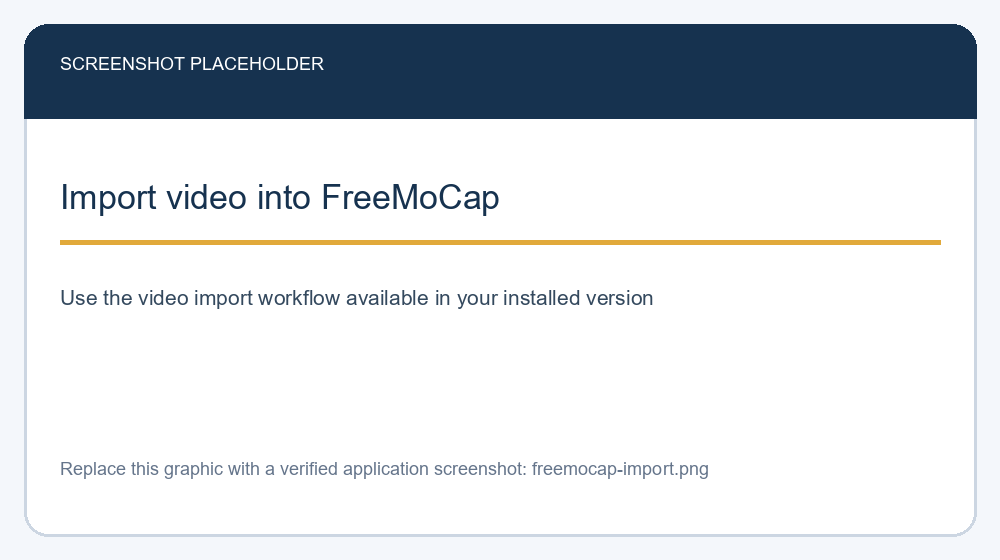 SCREENSHOT PLACEHOLDER
Import video into FreeMoCap
Use the video import workflow available in your installed version
Replace this graphic with a verified application screenshot: freemocap-import.png